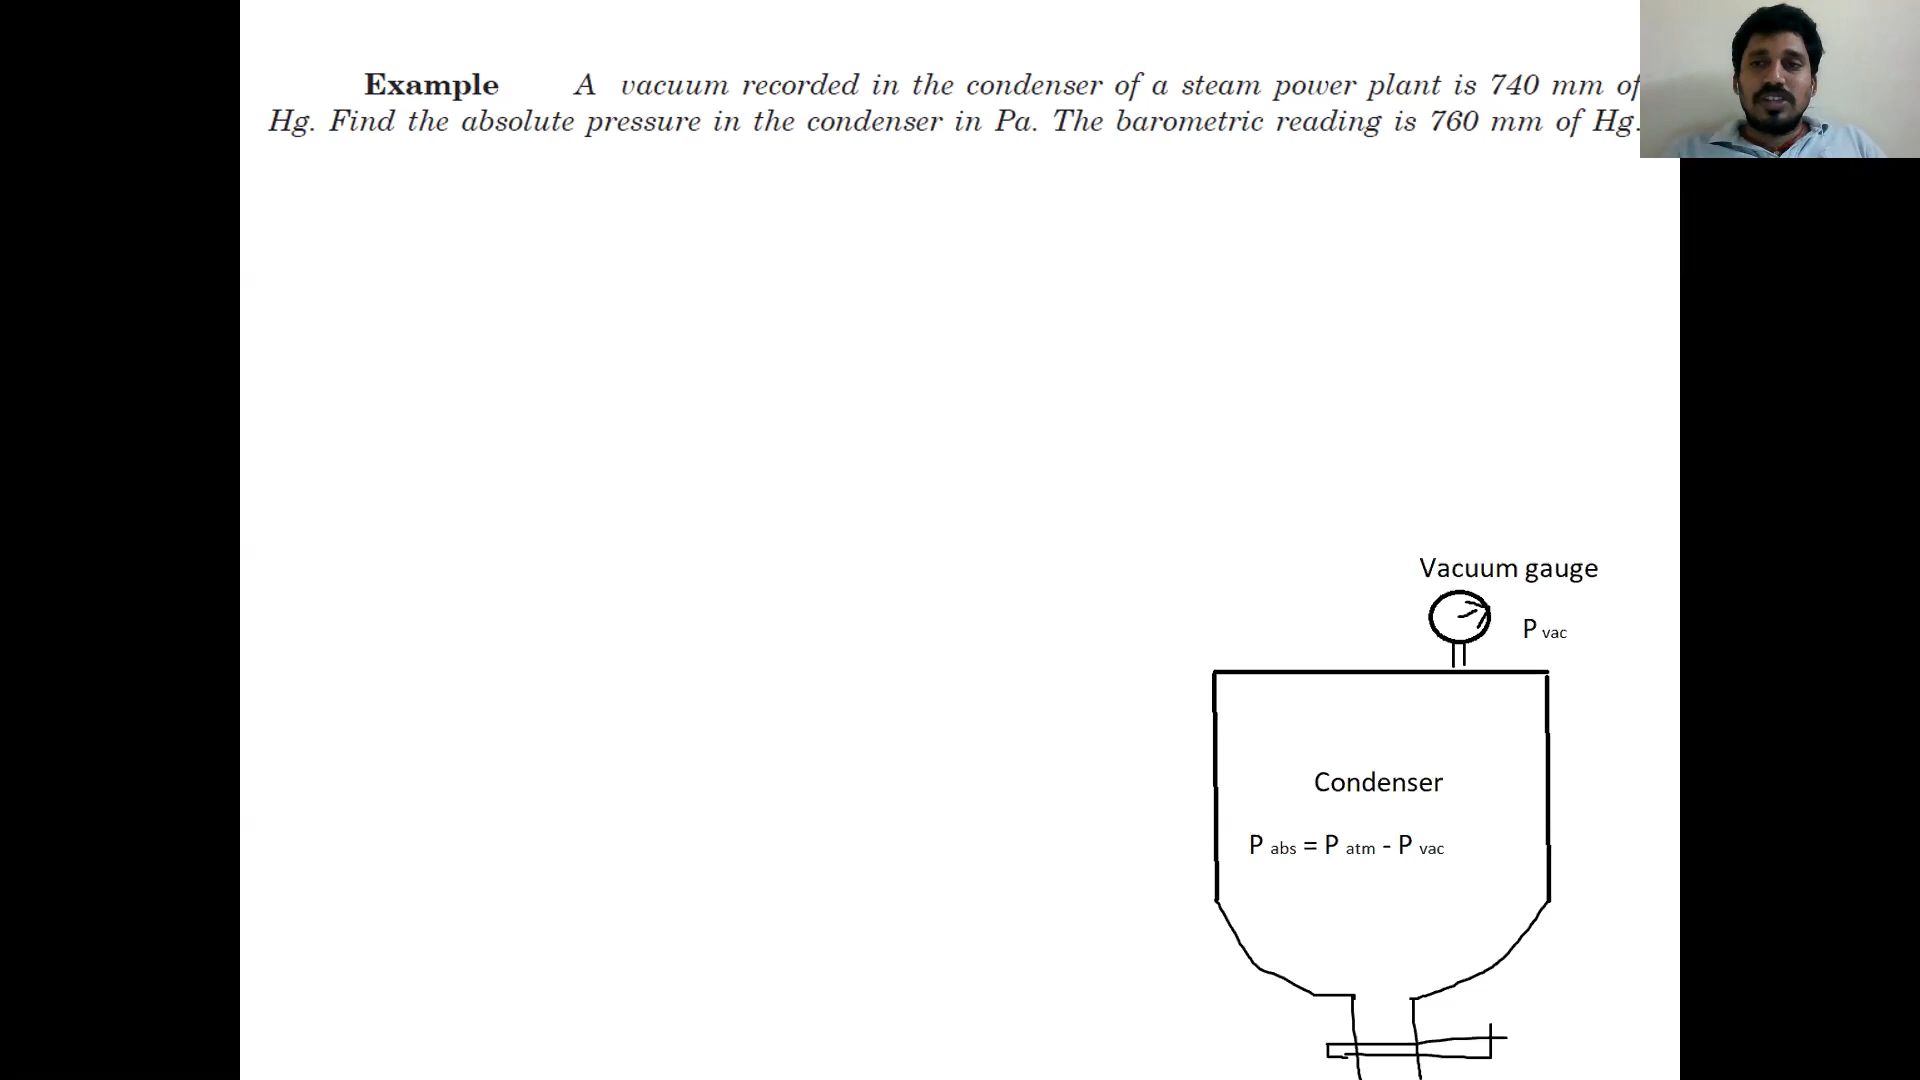 Example A vacuum recorded in the condenser of a steam power plant is 740 mm of
Hg. Find the absolute pressure in the condenser in Pa. The barometric reading is 760 mm of Hg.
Vacuum gauge
P vac
Condenser
P abs = P atm - P vac